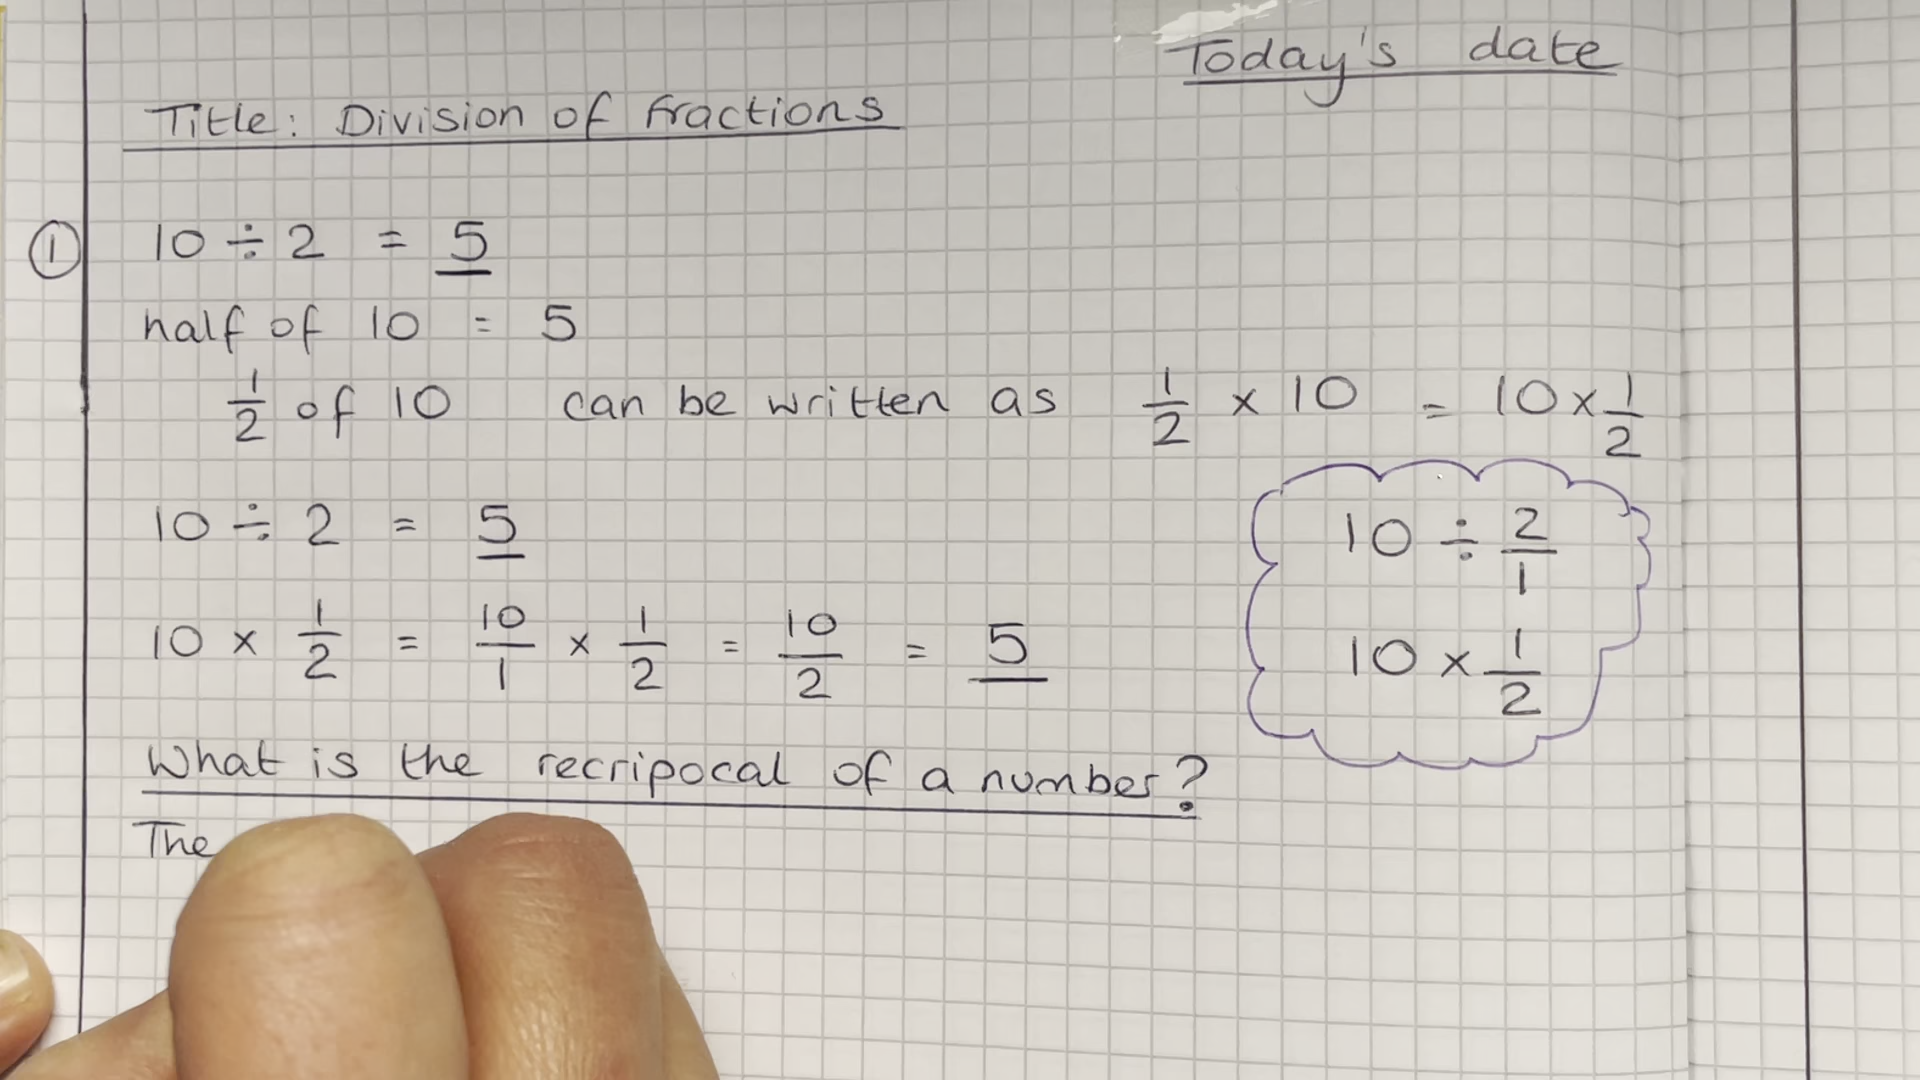 Today's date
Title: Division of fractions
① 10 ÷ 2 = 5
half of 10 = 5
1/2 of 10 can be written as 1/2 × 10 = 10 × 1/2
10 ÷ 2 = 5
10 × 1/2 = 10/1 × 1/2 = 10/2 = 5
10 ÷ 2/1
10 × 1/2
What is the recripocal of a number?
The